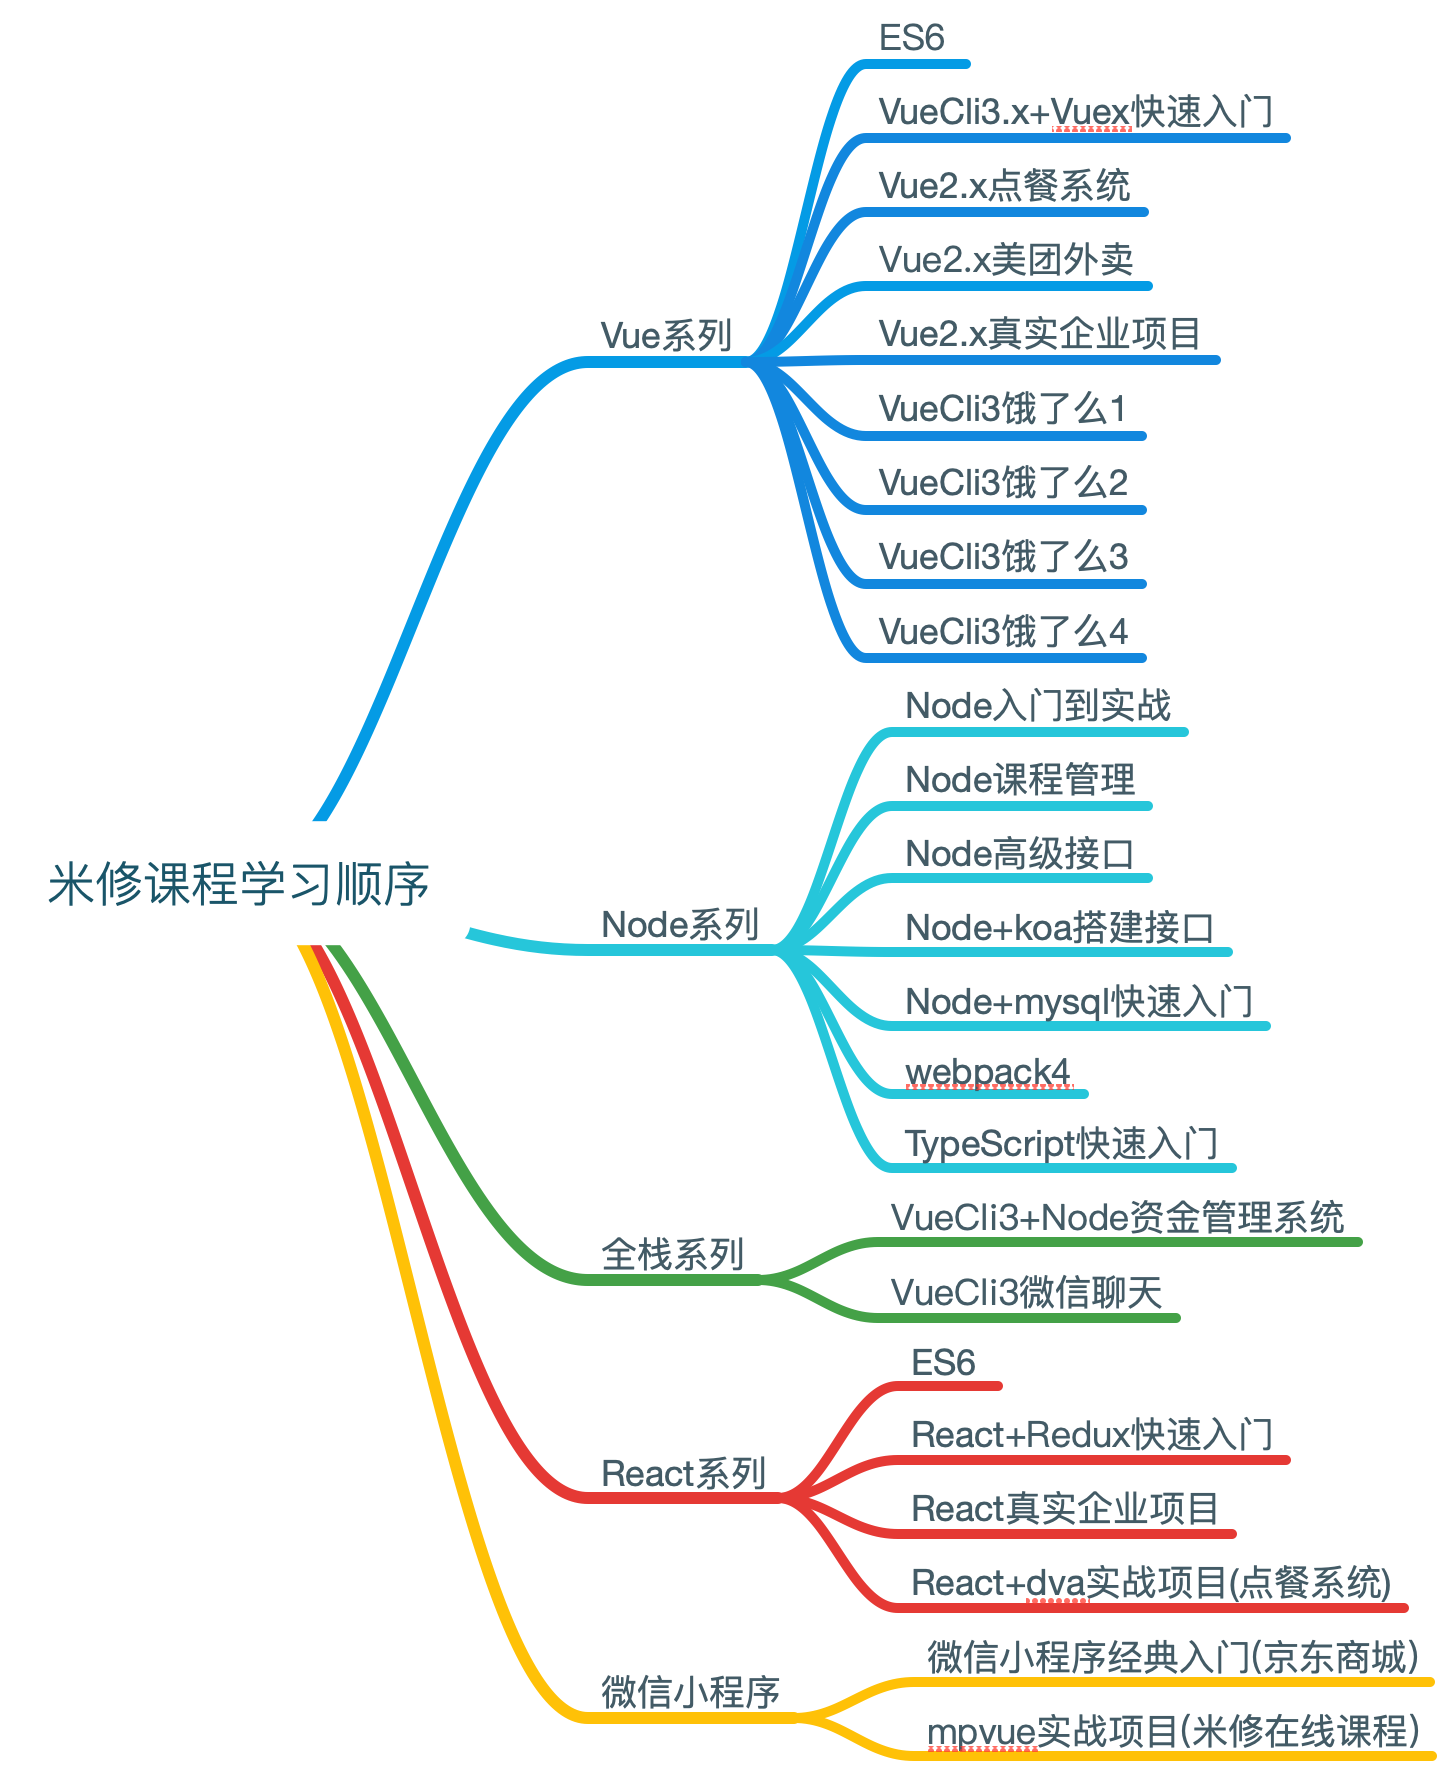 米修课程学习顺序
Vue系列
ES6
VueCli3.x+Vuex快速入门
Vue2.x点餐系统
Vue2.x美团外卖
Vue2.x真实企业项目
VueCli3饿了么1
VueCli3饿了么2
VueCli3饿了么3
VueCli3饿了么4
Node系列
Node入门到实战
Node课程管理
Node高级接口
Node+koa搭建接口
Node+mysql快速入门
webpack4
TypeScript快速入门
全栈系列
VueCli3+Node资金管理系统
VueCli3微信聊天
React系列
ES6
React+Redux快速入门
React真实企业项目
React+dva实战项目(点餐系统)
微信小程序
微信小程序经典入门(京东商城)
mpvue实战项目(米修在线课程)